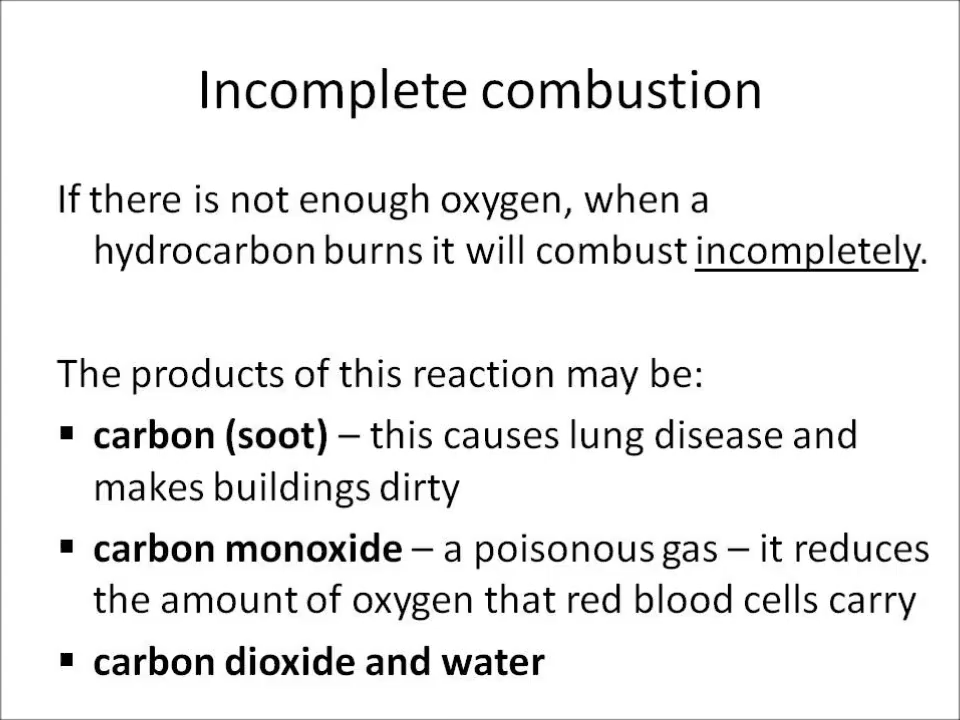 Incomplete combustion
If there is not enough oxygen, when a
hydrocarbon burns it will combust incompletely.
The products of this reaction may be:
▪ carbon (soot) – this causes lung disease and
makes buildings dirty
▪ carbon monoxide – a poisonous gas – it reduces
the amount of oxygen that red blood cells carry
▪ carbon dioxide and water